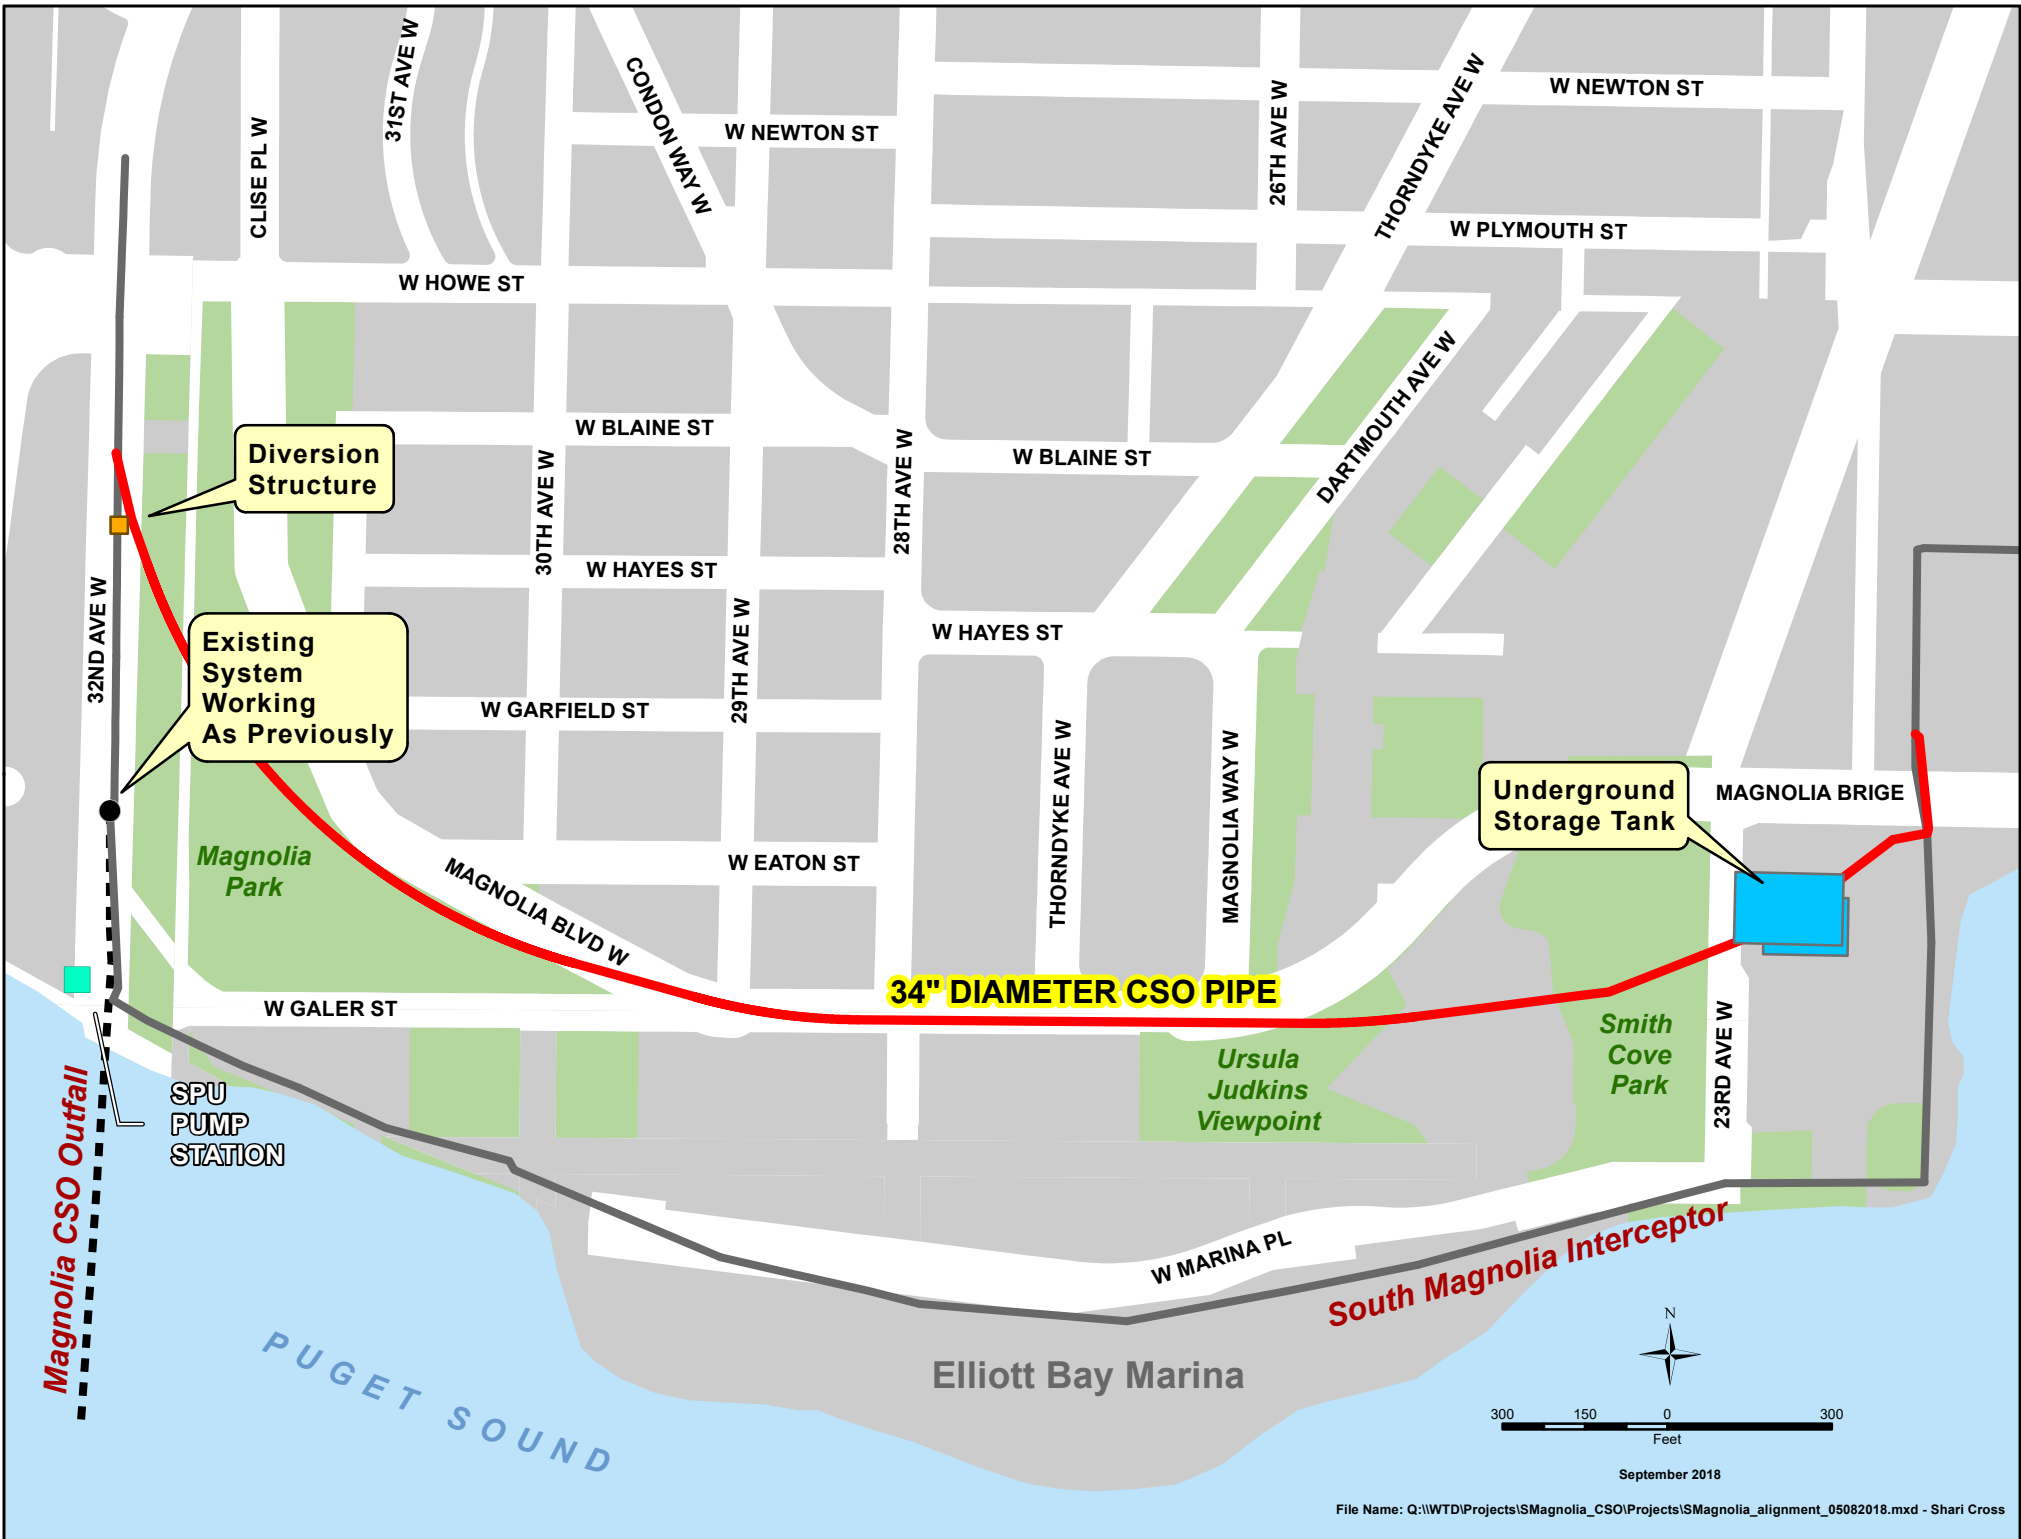 31ST AVE W
CONDON WAY W
CLISE PL W
W NEWTON ST
26TH AVE W
THORNDYKE AVE W
W NEWTON ST
W PLYMOUTH ST
W HOWE ST
W BLAINE ST
W BLAINE ST
DARTMOUTH AVE W
Diversion
Structure
30TH AVE W
28TH AVE W
W HAYES ST
W HAYES ST
32ND AVE W
29TH AVE W
Existing
System
Working
As Previously
W GARFIELD ST
THORNDYKE AVE W
MAGNOLIA WAY W
Underground
Storage Tank
MAGNOLIA BRIGE
Magnolia
Park
MAGNOLIA BLVD W
W EATON ST
34" DIAMETER CSO PIPE
W GALER ST
Smith
Cove
Park
23RD AVE W
Ursula
Judkins
Viewpoint
SPU
PUMP
STATION
Magnolia CSO Outfall
W MARINA PL
South Magnolia Interceptor
PUGET SOUND
Elliott Bay Marina
N
300 150 0 300
Feet
September 2018
File Name: Q:\\WTD\Projects\SMagnolia_CSO\Projects\SMagnolia_alignment_05082018.mxd - Shari Cross